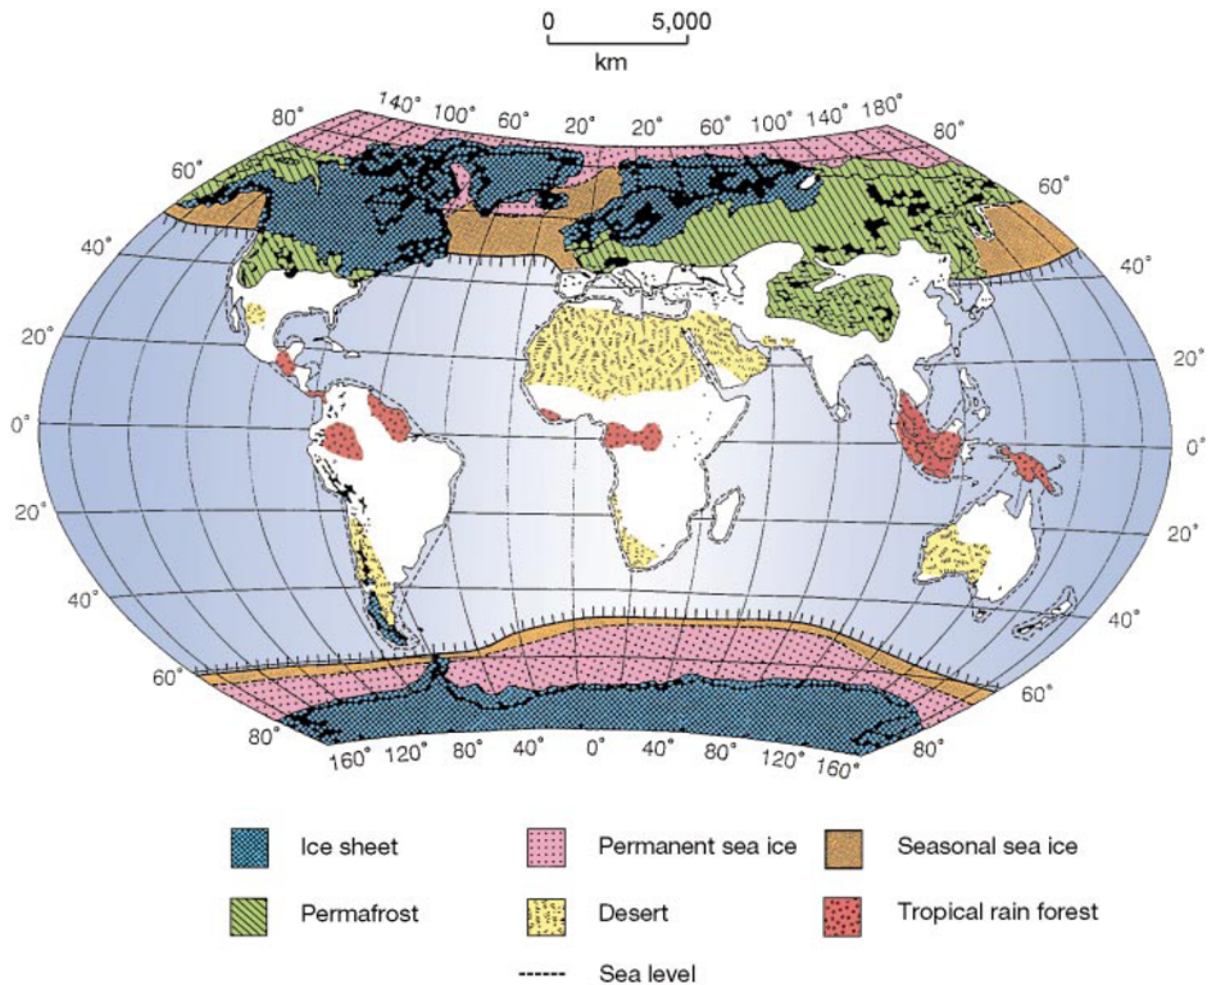 0 5,000
km
80° 140° 100° 60° 20° 20° 60° 100° 140° 180° 80°
60° 60°
40° 40°
20° 20°
0° 0°
20° 20°
40° 40°
60° 60°
80° 160° 120° 80° 40° 0° 40° 80° 120° 160° 80°
Ice sheet Permanent sea ice Seasonal sea ice
Permafrost Desert Tropical rain forest
Sea level